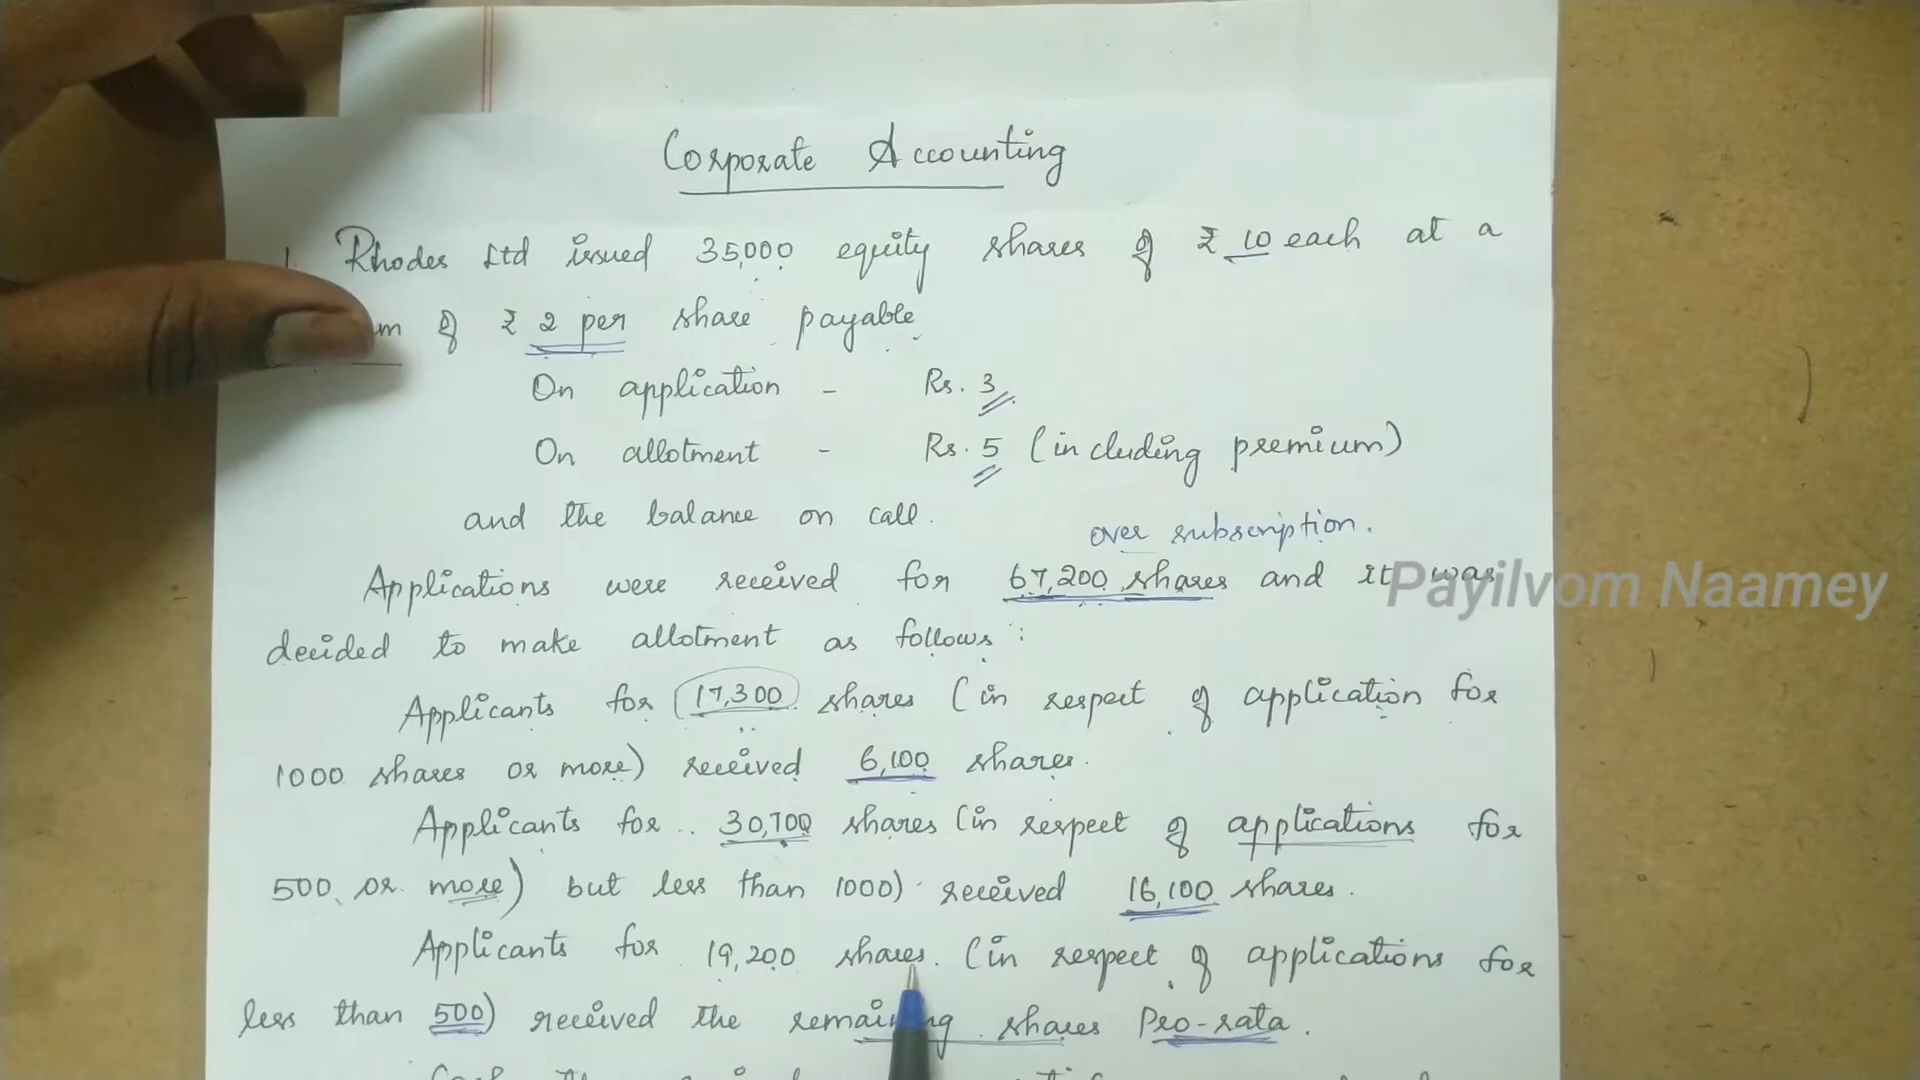 Corporate Accounting
1. Rhodes Ltd issued 35,000 equity shares of ₹ 10 each at a
m of ₹ 2 per share payable
On application - Rs. 3
On allotment - Rs. 5 (including premium)
and the balance on call.
over subscription.
Applications were received for 67,200 shares and it was
decided to make allotment as follows:
Applicants for 17,300 shares (in respect of application for
1000 shares or more) received 6,100 shares.
Applicants for 30,700 shares (in respect of applications for
500 or more) but less than 1000) received 16,100 shares.
Applicants for 19,200 shares. (in respect of applications for
less than 500) received the remaining shares Pro-rata.
Payilvom Naamey